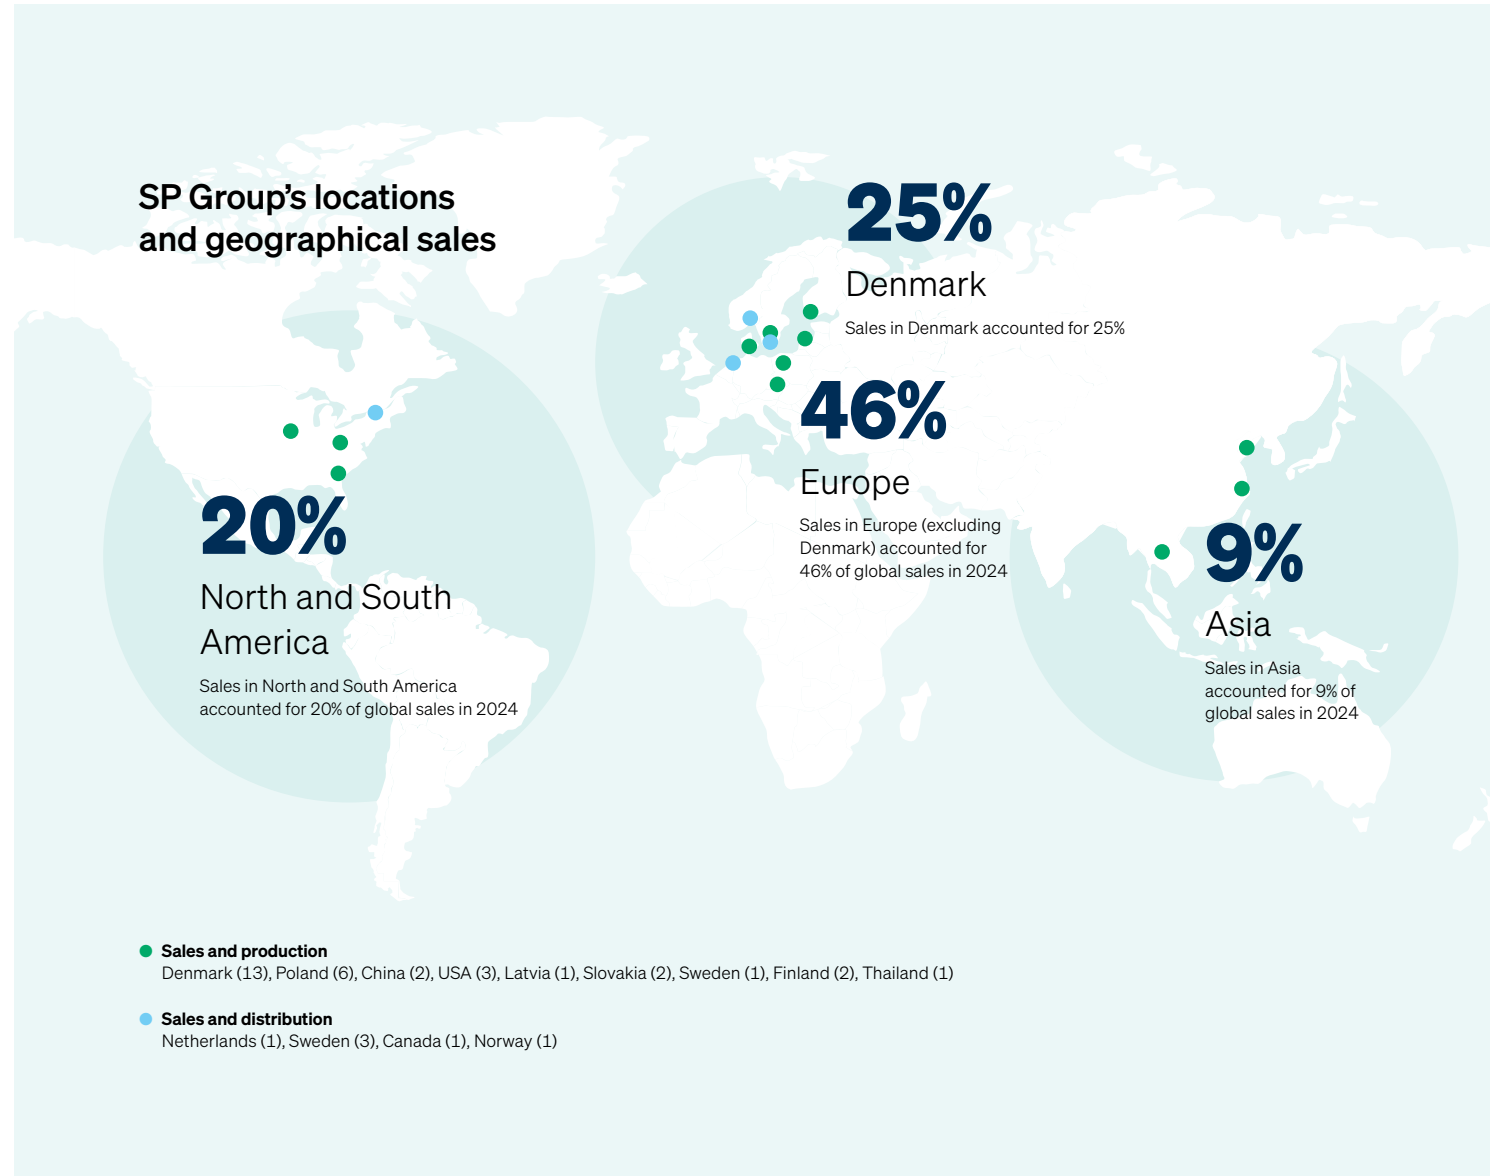 SP Group’s locations
and geographical sales
25%
Denmark
Sales in Denmark accounted for 25%
46%
Europe
Sales in Europe (excluding
Denmark) accounted for
46% of global sales in 2024
20%
North and South
America
Sales in North and South America
accounted for 20% of global sales in 2024
9%
Asia
Sales in Asia
accounted for 9% of
global sales in 2024
Sales and production
Denmark (13), Poland (6), China (2), USA (3), Latvia (1), Slovakia (2), Sweden (1), Finland (2), Thailand (1)
Sales and distribution
Netherlands (1), Sweden (3), Canada (1), Norway (1)